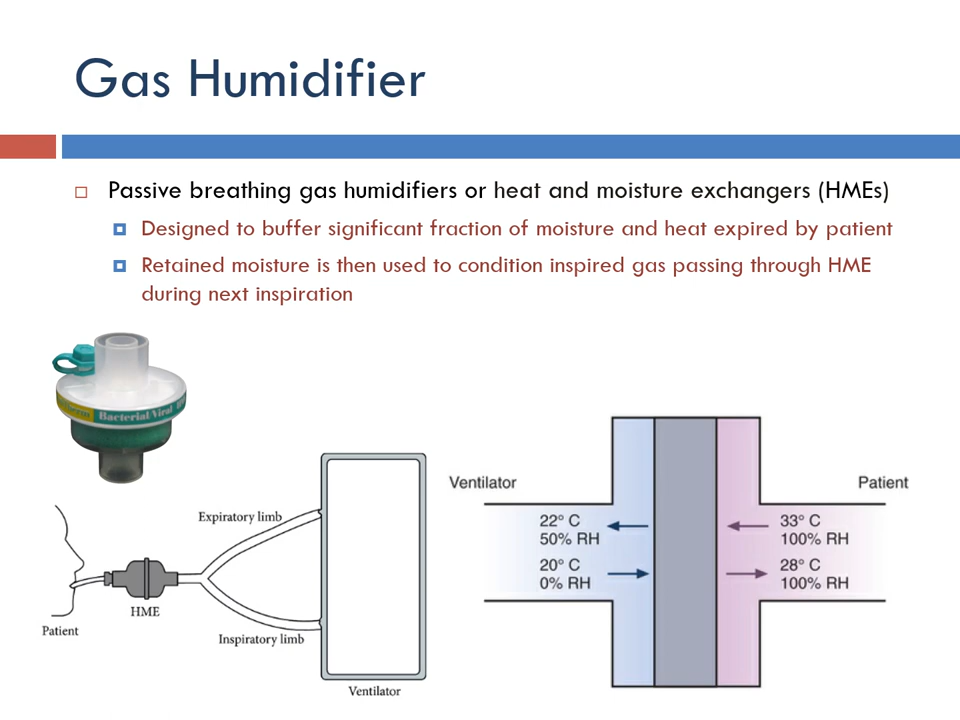 Gas Humidifier
Passive breathing gas humidifiers or heat and moisture exchangers (HMEs)
Designed to buffer significant fraction of moisture and heat expired by patient
Retained moisture is then used to condition inspired gas passing through HME
during next inspiration
Bacterial/Viral
Expiratory limb
HME
Patient
Inspiratory limb
Ventilator
Ventilator
Patient
22° C
50% RH
33° C
100% RH
20° C
0% RH
28° C
100% RH